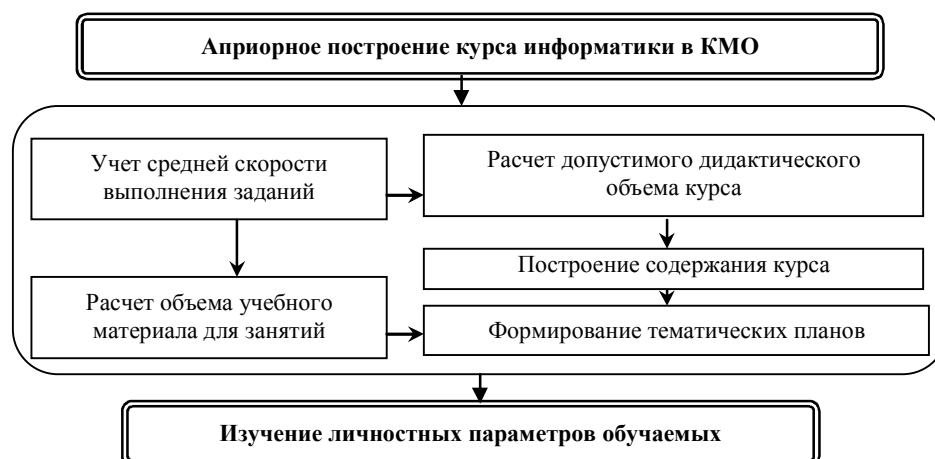 Априорное построение курса информатики в КМО
Учет средней скорости
выполнения заданий
Расчет допустимого дидактического
объема курса
Построение содержания курса
Расчет объема учебного
материала для занятий
Формирование тематических планов
Изучение личностных параметров обучаемых